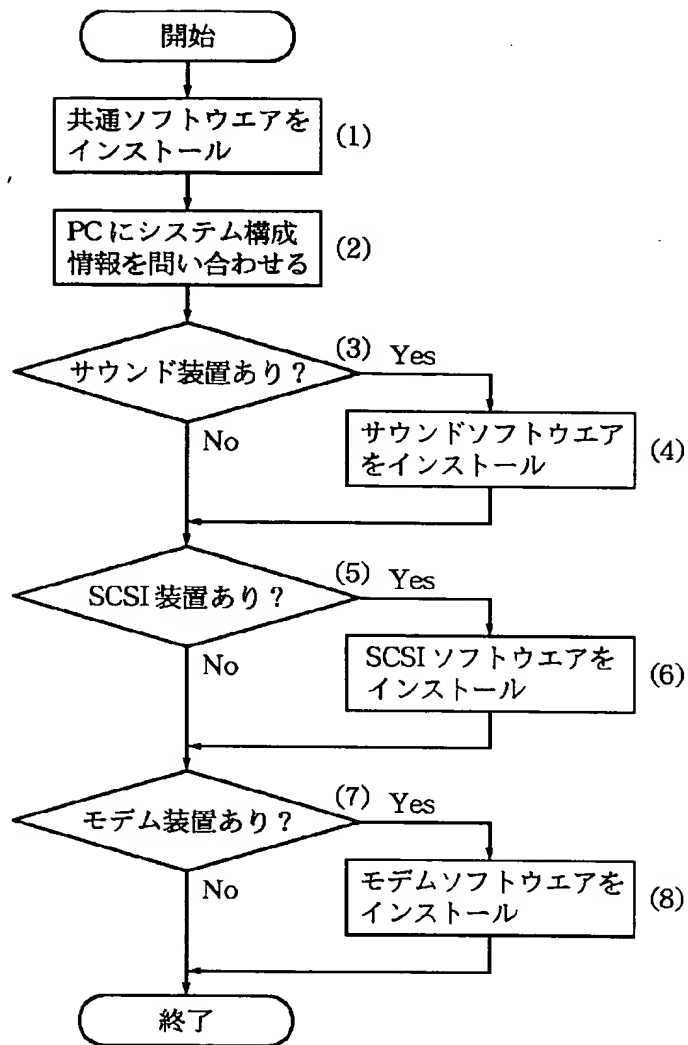 開始
共通ソフトウエアを
インストール
(1)
PCにシステム構成
情報を問い合わせる
(2)
サウンド装置あり?
(3)
Yes
No
サウンドソフトウエア
をインストール
(4)
SCSI装置あり?
(5)
Yes
No
SCSIソフトウエアを
インストール
(6)
モデム装置あり?
(7)
Yes
No
モデムソフトウエアを
インストール
(8)
終了